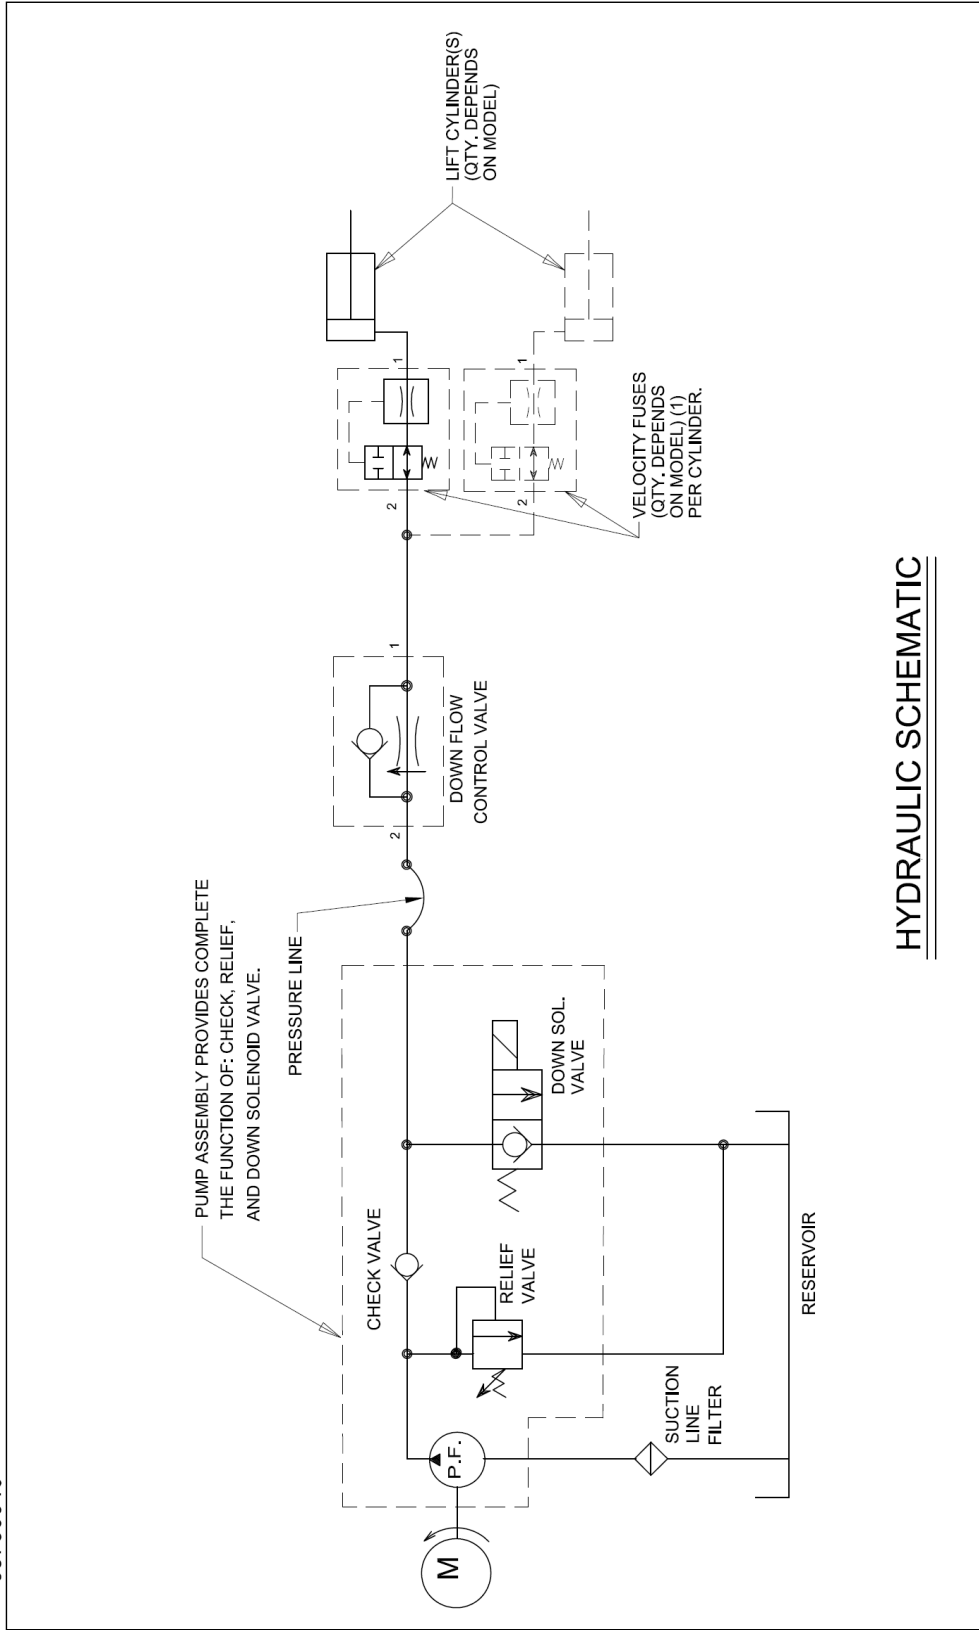 PUMP ASSEMBLY PROVIDES COMPLETE
THE FUNCTION OF: CHECK, RELIEF,
AND DOWN SOLENOID VALVE.
PRESSURE LINE
LIFT CYLINDER(S)
(QTY. DEPENDS
ON MODEL)
CHECK VALVE
RELIEF
VALVE
DOWN SOL.
VALVE
M
P.F.
SUCTION
LINE
FILTER
RESERVOIR
2
1
DOWN FLOW
CONTROL VALVE
2
1
2
1
VELOCITY FUSES
(QTY. DEPENDS
ON MODEL) (1)
PER CYLINDER.
HYDRAULIC SCHEMATIC